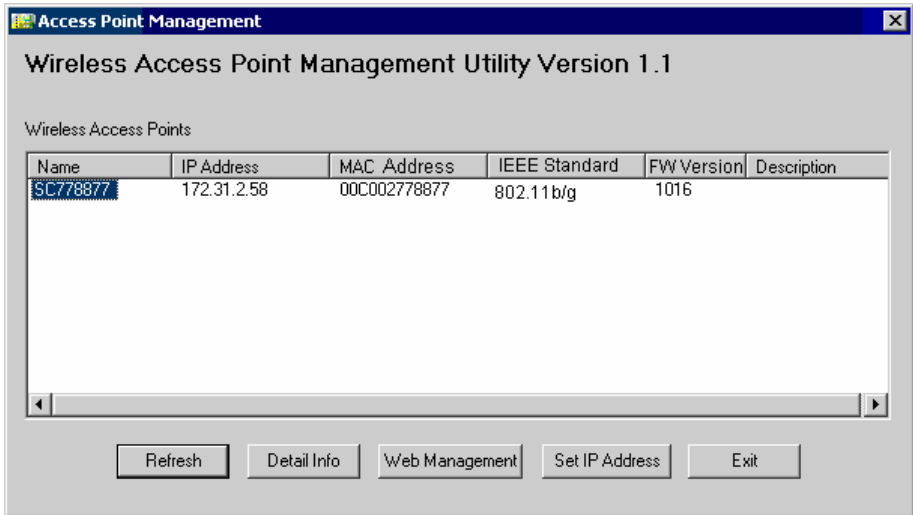 Access Point Management
Wireless Access Point Management Utility Version 1.1
Wireless Access Points
Name IP Address MAC Address IEEE Standard FW Version Description
SC778877 172.31.2.58 00C002778877 802.11b/g 1016
Refresh Detail Info Web Management Set IP Address Exit